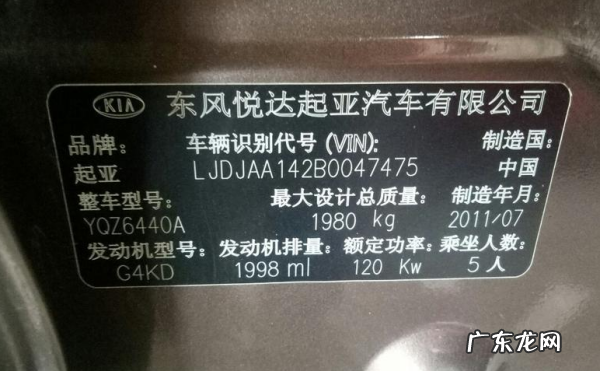 KIA 东风悦达起亚汽车有限公司
品牌: 车辆识别代号(VIN): 制造国:
起亚 LJDJAA142B0047475 中国
整车型号: 最大设计总质量: 制造年月:
YQZ6440A 1980 kg 2011/07
发动机型号: 发动机排量: 额定功率: 乘坐人数:
G4KD 1998 ml 120 Kw 5人
广东龙网